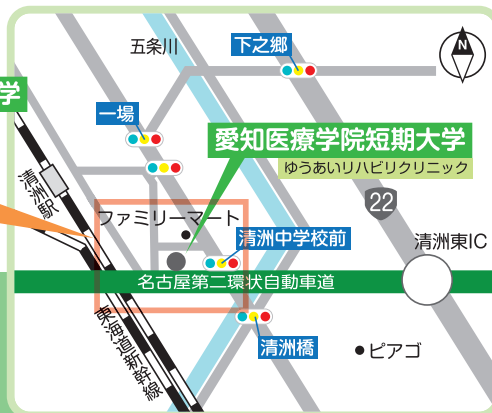 五条川
下之郷
N
学
一場
愛知医療学院短期大学
ゆうあいリハビリクリニック
清洲駅
22
ファミリーマート
清洲中学校前
清洲東IC
名古屋第二環状自動車道
東海道新幹線
清洲橋
ピアゴ